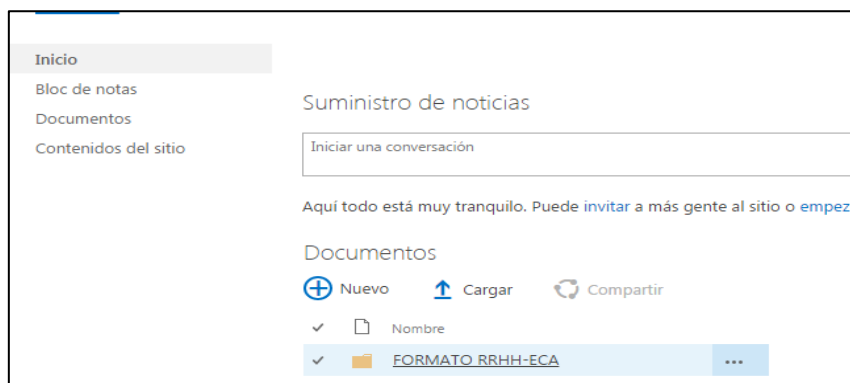 Inicio
Bloc de notas
Documentos
Contenidos del sitio
Suministro de noticias
Iniciar una conversación
Aquí todo está muy tranquilo. Puede invitar a más gente al sitio o empez
Documentos
Nuevo Cargar Compartir
Nombre
FORMATO RRHH-ECA ...